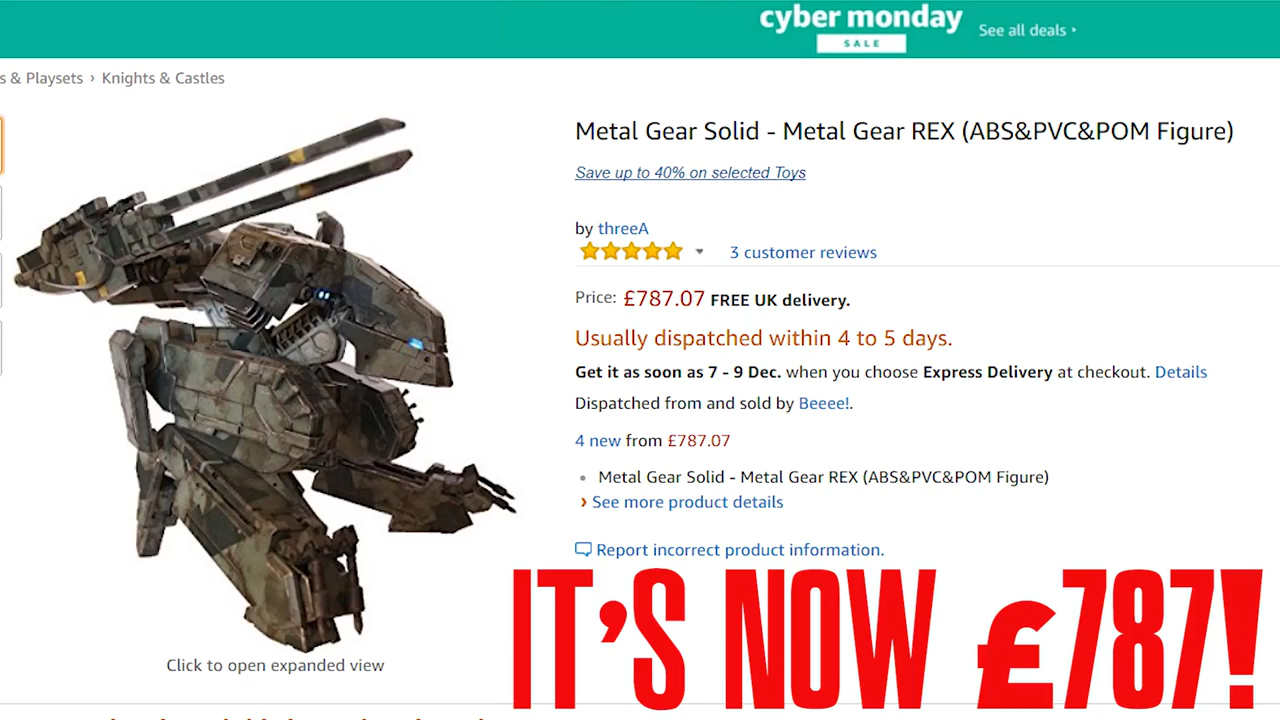 cyber monday
SALE
See all deals ›
s & Playsets › Knights & Castles
Metal Gear Solid - Metal Gear REX (ABS&PVC&POM Figure)
Save up to 40% on selected Toys
by threeA
3 customer reviews
Price: £787.07 FREE UK delivery.
Usually dispatched within 4 to 5 days.
Get it as soon as 7 - 9 Dec. when you choose Express Delivery at checkout. Details
Dispatched from and sold by Beeee!.
4 new from £787.07
• Metal Gear Solid - Metal Gear REX (ABS&PVC&POM Figure)
› See more product details
Report incorrect product information.
Click to open expanded view
IT'S NOW £787!